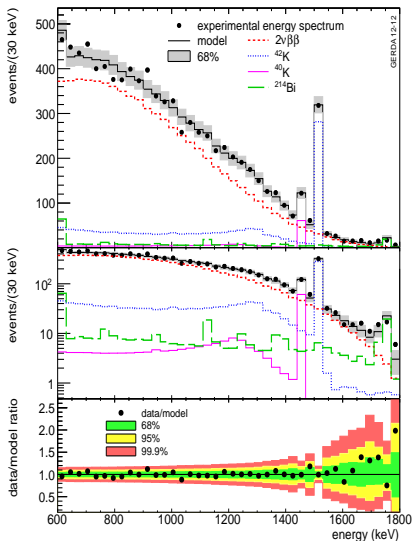 GERDA 12-12
events/(30 keV)
500
400
300
200
100
experimental energy spectrum
model
68%
2νββ
⁴²K
⁴⁰K
²¹⁴Bi
events/(30 keV)
10²
10
1
data/model ratio
2.5
2.0
1.5
1.0
0.5
data/model
68%
95%
99.9%
600 800 1000 1200 1400 1600 1800
energy (keV)